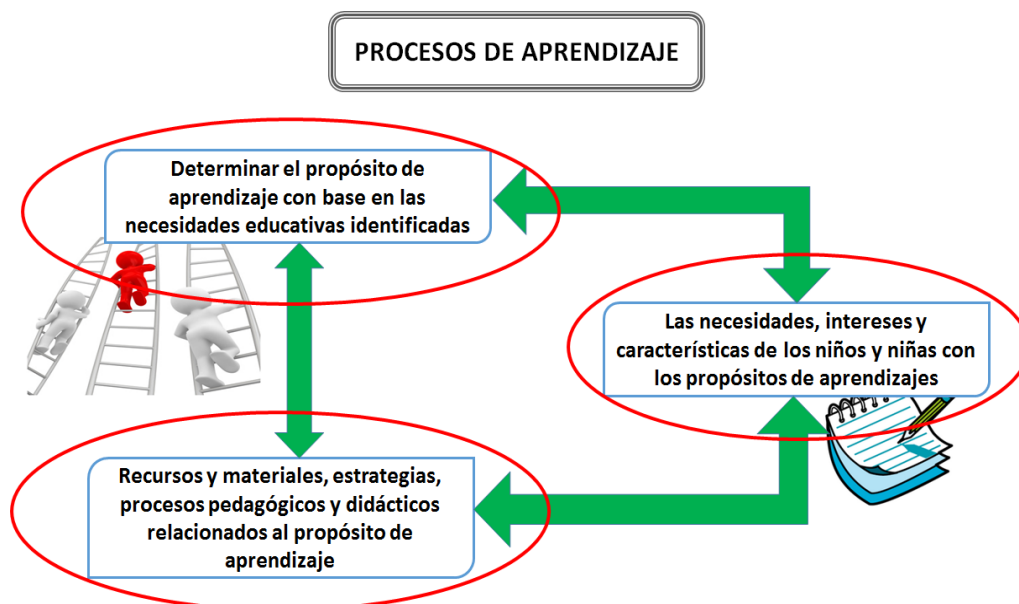 PROCESOS DE APRENDIZAJE
Determinar el propósito de
aprendizaje con base en las
necesidades educativas identificadas
Las necesidades, intereses y
características de los niños y niñas con
los propósitos de aprendizajes
Recursos y materiales, estrategias,
procesos pedagógicos y didácticos
relacionados al propósito de
aprendizaje